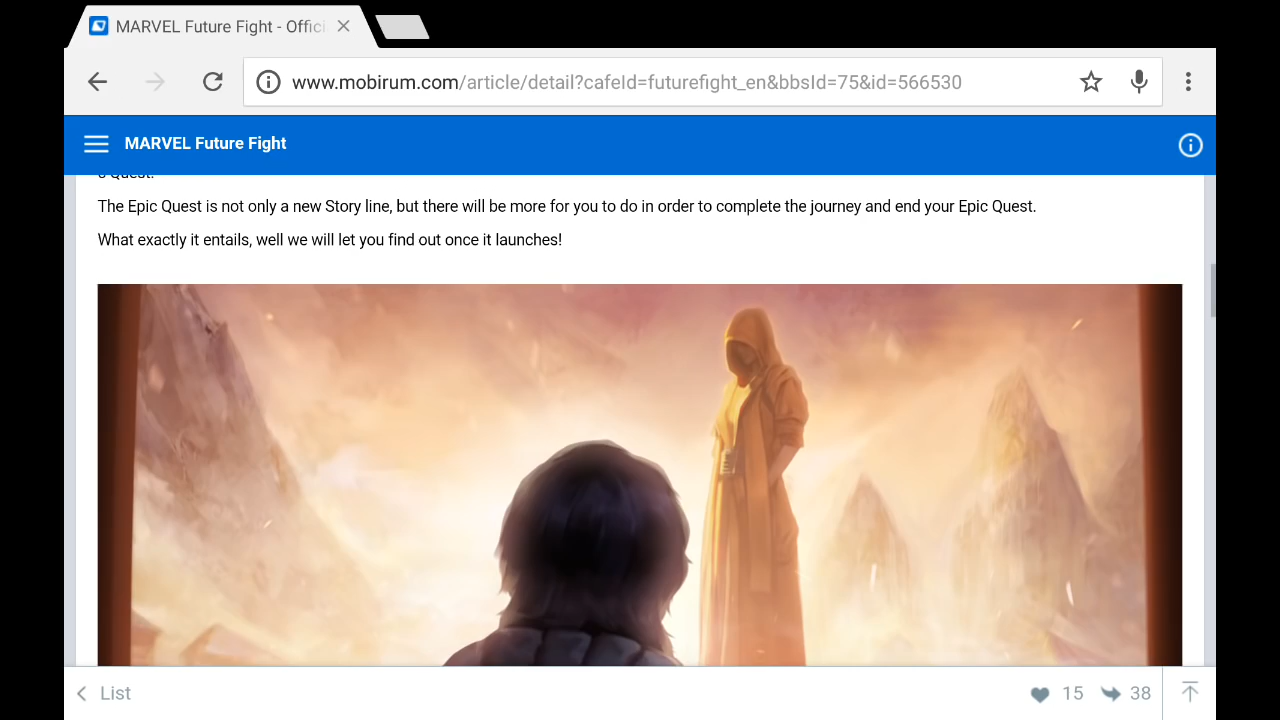 MARVEL Future Fight - Offici
www.mobirum.com/article/detail?cafeId=futurefight_en&bbsId=75&id=566530
MARVEL Future Fight
s Quest.
The Epic Quest is not only a new Story line, but there will be more for you to do in order to complete the journey and end your Epic Quest.
What exactly it entails, well we will let you find out once it launches!
List
15
38